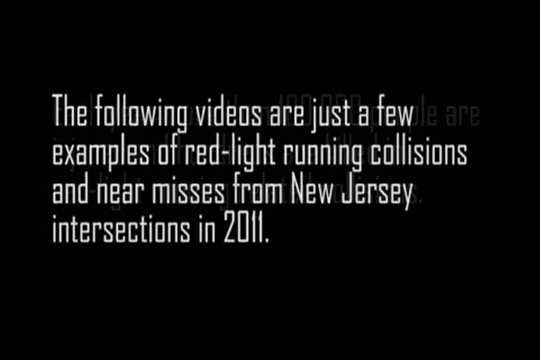 The following videos are just a few
examples of red-light running collisions
and near misses from New Jersey
intersections in 2011.